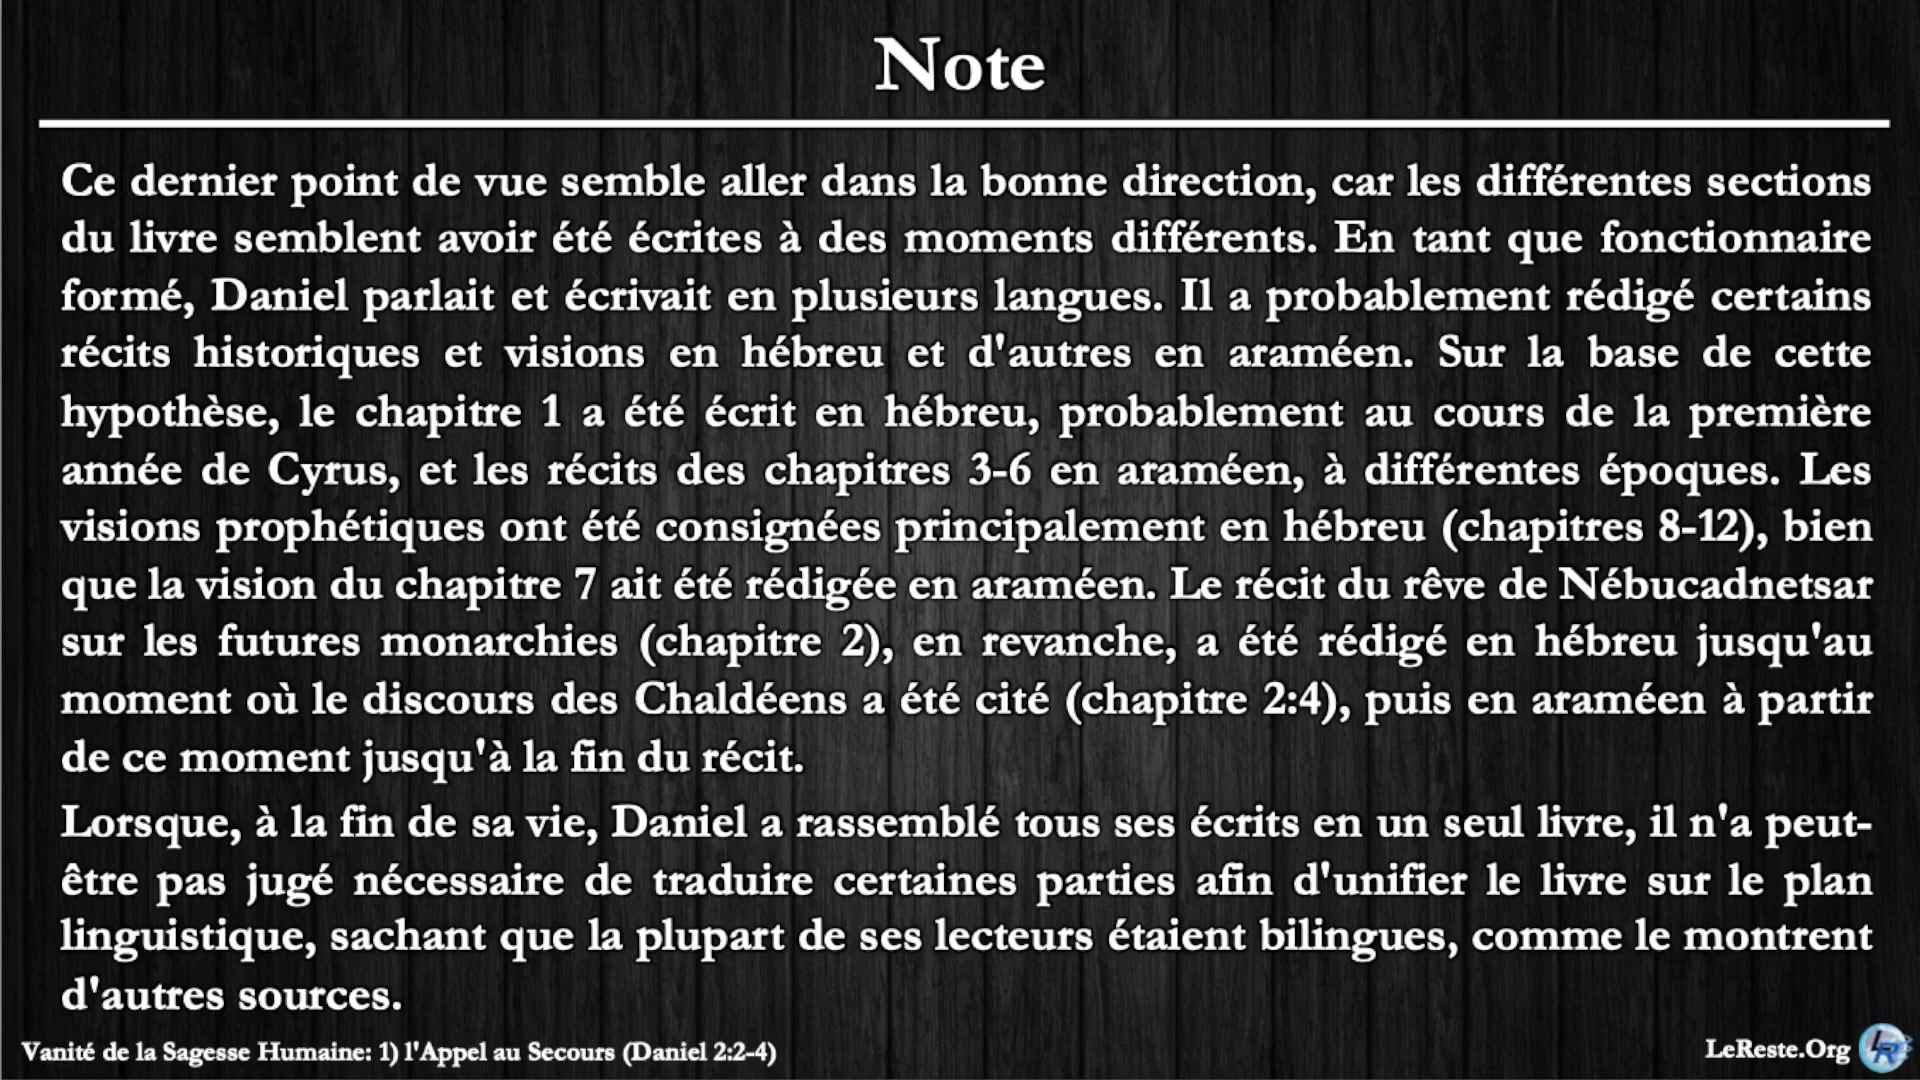 Note
Ce dernier point de vue semble aller dans la bonne direction, car les différentes sections
du livre semblent avoir été écrites à des moments différents. En tant que fonctionnaire
formé, Daniel parlait et écrivait en plusieurs langues. Il a probablement rédigé certains
récits historiques et visions en hébreu et d'autres en araméen. Sur la base de cette
hypothèse, le chapitre 1 a été écrit en hébreu, probablement au cours de la première
année de Cyrus, et les récits des chapitres 3-6 en araméen, à différentes époques. Les
visions prophétiques ont été consignées principalement en hébreu (chapitres 8-12), bien
que la vision du chapitre 7 ait été rédigée en araméen. Le récit du rêve de Nébucadnetsar
sur les futures monarchies (chapitre 2), en revanche, a été rédigé en hébreu jusqu'au
moment où le discours des Chaldéens a été cité (chapitre 2:4), puis en araméen à partir
de ce moment jusqu'à la fin du récit.
Lorsque, à la fin de sa vie, Daniel a rassemblé tous ses écrits en un seul livre, il n'a peut-
être pas jugé nécessaire de traduire certaines parties afin d'unifier le livre sur le plan
linguistique, sachant que la plupart de ses lecteurs étaient bilingues, comme le montrent
d'autres sources.
Vanité de la Sagesse Humaine: 1) l'Appel au Secours (Daniel 2:2-4)
LeReste.Org LR